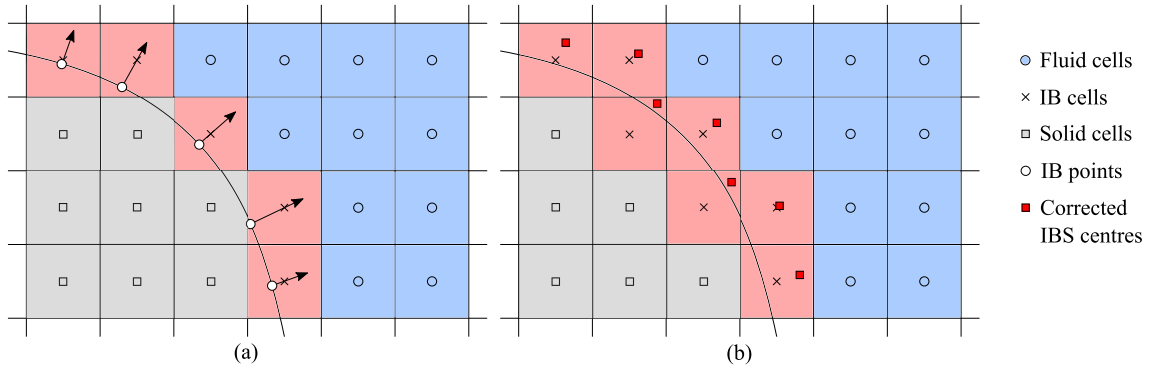 Fluid cells
IB cells
Solid cells
IB points
Corrected
IBS centres
(a)
(b)